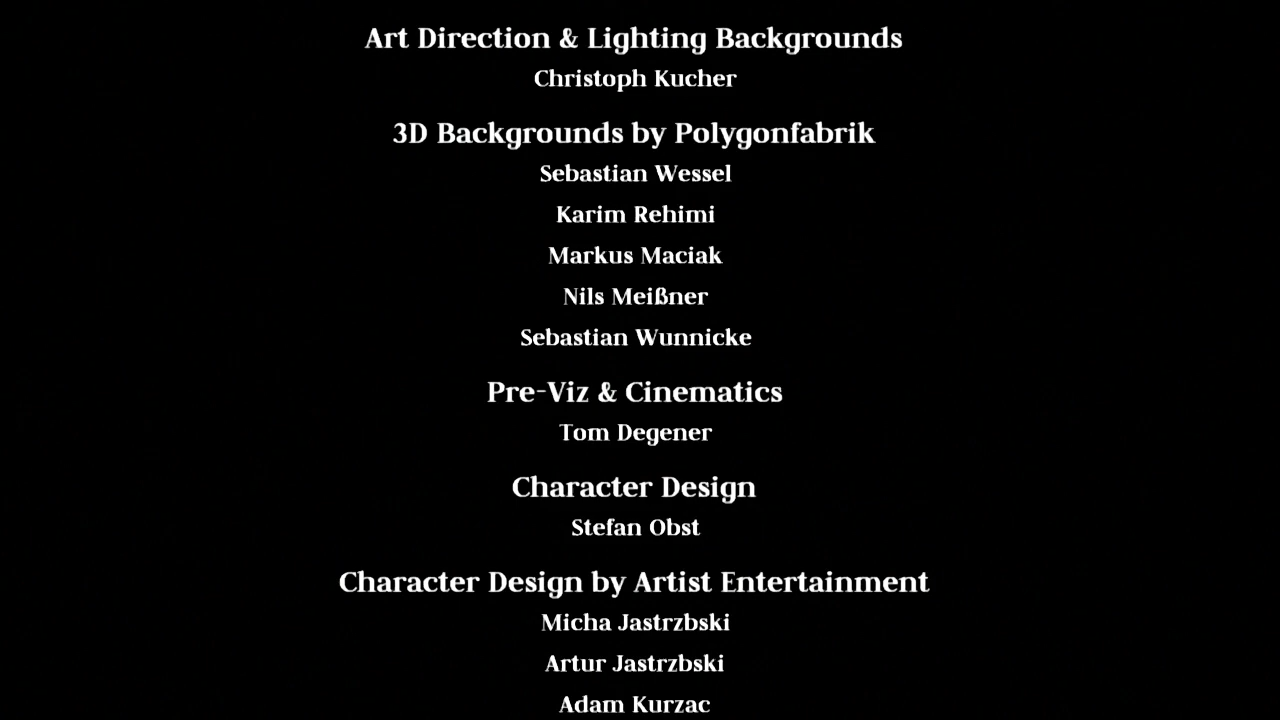 Art Direction & Lighting Backgrounds
Christoph Kucher
3D Backgrounds by Polygonfabrik
Sebastian Wessel
Karim Rehimi
Markus Maciak
Nils Meißner
Sebastian Wunnicke
Pre-Viz & Cinematics
Tom Degener
Character Design
Stefan Obst
Character Design by Artist Entertainment
Micha Jastrzbski
Artur Jastrzbski
Adam Kurzac